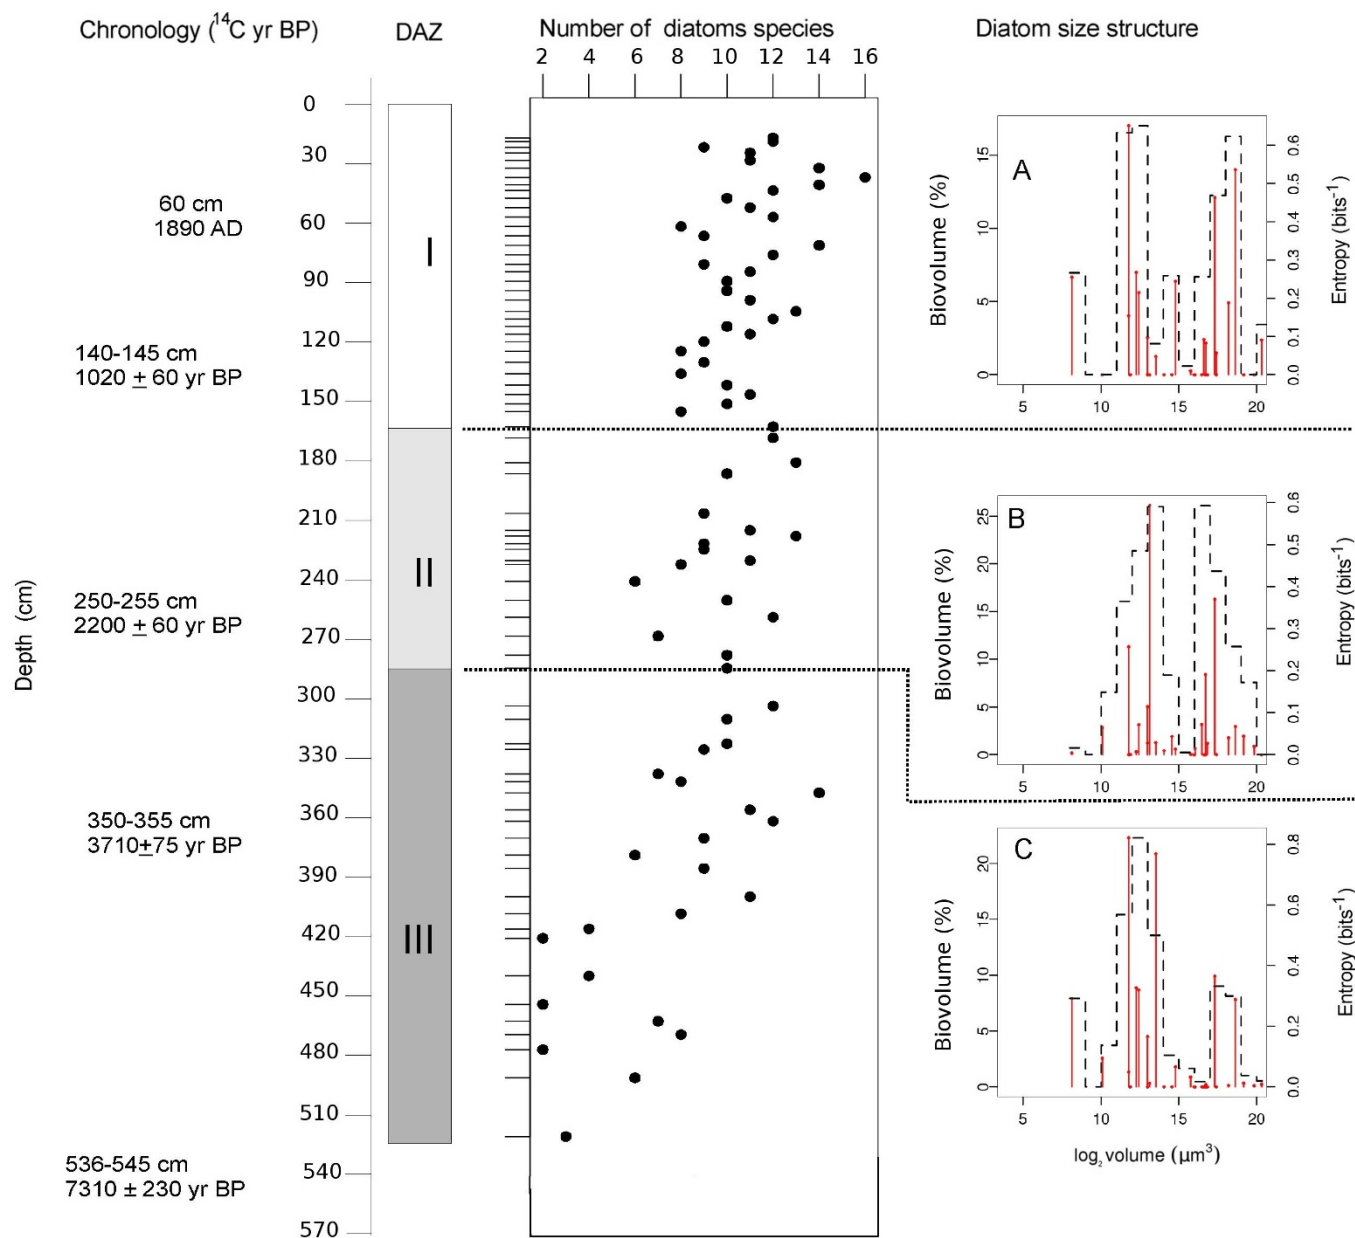 Chronology (¹⁴C yr BP)
DAZ
Number of diatoms species
Diatom size structure
2 4 6 8 10 12 14 16
Depth (cm)
0
30
60
90
120
150
180
210
240
270
300
330
360
390
420
450
480
510
540
570
60 cm
1890 AD
140-145 cm
1020 ± 60 yr BP
250-255 cm
2200 ± 60 yr BP
350-355 cm
3710±75 yr BP
536-545 cm
7310 ± 230 yr BP
I
II
III
A
Biovolume (%)
0 5 10 15
Entropy (bits⁻¹)
0.0 0.1 0.2 0.3 0.4 0.5 0.6
5 10 15 20
B
Biovolume (%)
0 5 10 15 20 25
Entropy (bits⁻¹)
0.0 0.1 0.2 0.3 0.4 0.5 0.6
5 10 15 20
C
Biovolume (%)
0 5 10 15 20
Entropy (bits⁻¹)
0.0 0.2 0.4 0.6 0.8
5 10 15 20
log₂ volume (µm³)